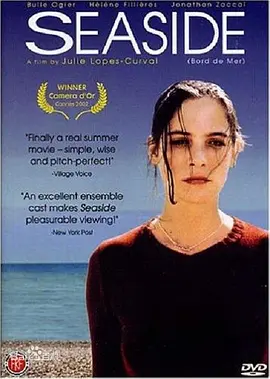 Bulle Ogier Hélène Fillières Jonathan Zaccaï
SEASIDE
A film by Julie Lopes-Curval (Bord de Mer)
WINNER
Camera d'Or
Cannes 2002
"Finally a real summer
movie – simple, wise
and pitch-perfect!"
-Village Voice
"An excellent ensemble
cast makes Seaside
pleasurable viewing!"
-New York Post
DVD